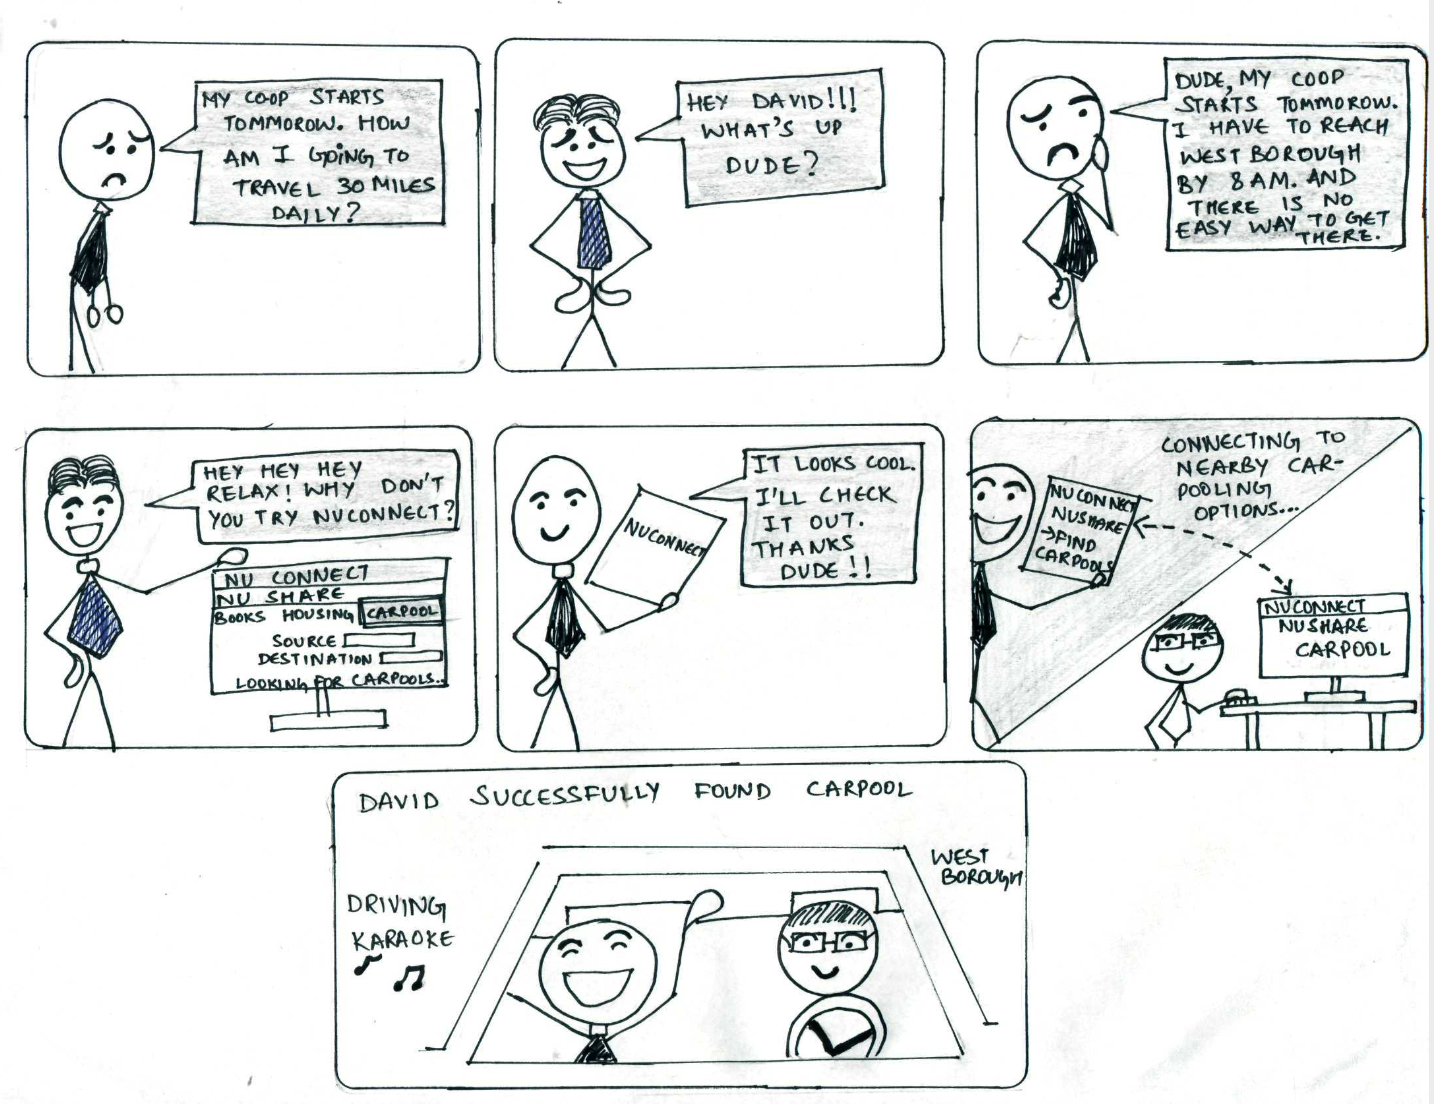 MY CO-OP STARTS
TOMMOROW. HOW
AM I GOING TO
TRAVEL 30 MILES
DAILY?
HEY DAVID!!!
WHAT'S UP
DUDE?
DUDE, MY COOP
STARTS TOMMOROW.
I HAVE TO REACH
WEST BOROUGH
BY 8 AM. AND
THERE IS NO
EASY WAY TO GET
THERE.
HEY HEY HEY
RELAX! WHY DON'T
YOU TRY NUCONNECT?
NU CONNECT
NU SHARE
BOOKS HOUSING CARPOOL
SOURCE
DESTINATION
LOOKING FOR CARPOOLS..
NUCONNECT
IT LOOKS COOL.
I'LL CHECK
IT OUT.
THANKS
DUDE!!
CONNECTING TO
NEARBY CAR-
POOLING
OPTIONS...
NUCONNECT
NUSHARE
→FIND
CARPOOLS
NUCONNECT
NUSHARE
CARPOOL
DAVID SUCCESSFULLY FOUND CARPOOL
WEST
BOROUGH
DRIVING
KARAOKE